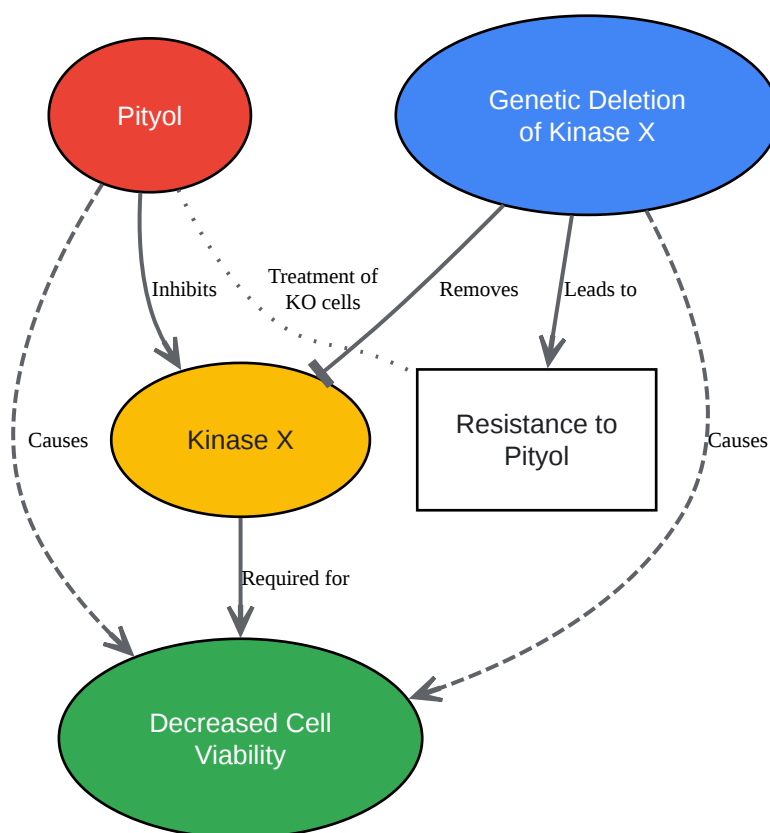 Pityol
Genetic Deletion
of Kinase X
Inhibits
Treatment of
KO cells
Removes
Leads to
Causes
Kinase X
Resistance to
Pityol
Causes
Required for
Decreased Cell
Viability